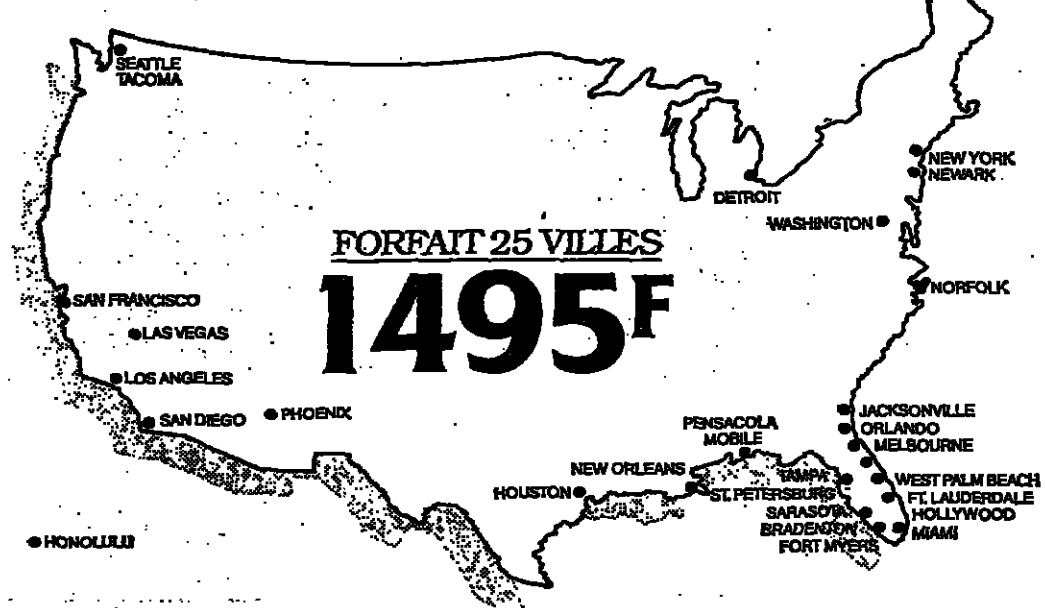 SEATTLE
TACOMA
NEW YORK
NEWARK
DETROIT
WASHINGTON
FORFAIT 25 VILLES
1495F
NORFOLK
SAN FRANCISCO
LAS VEGAS
LOS ANGELES
SAN DIEGO
PHOENIX
JACKSONVILLE
ORLANDO
MELBOURNE
PENSACOLA
MOBILE
NEW ORLEANS
HOUSTON
TAMPA
ST. PETERSBURG
SARASOTA
BRADENTON
FORT MYERS
WEST PALM BEACH
FT. LAUDERDALE
HOLLYWOOD
MIAMI
HONOLULU